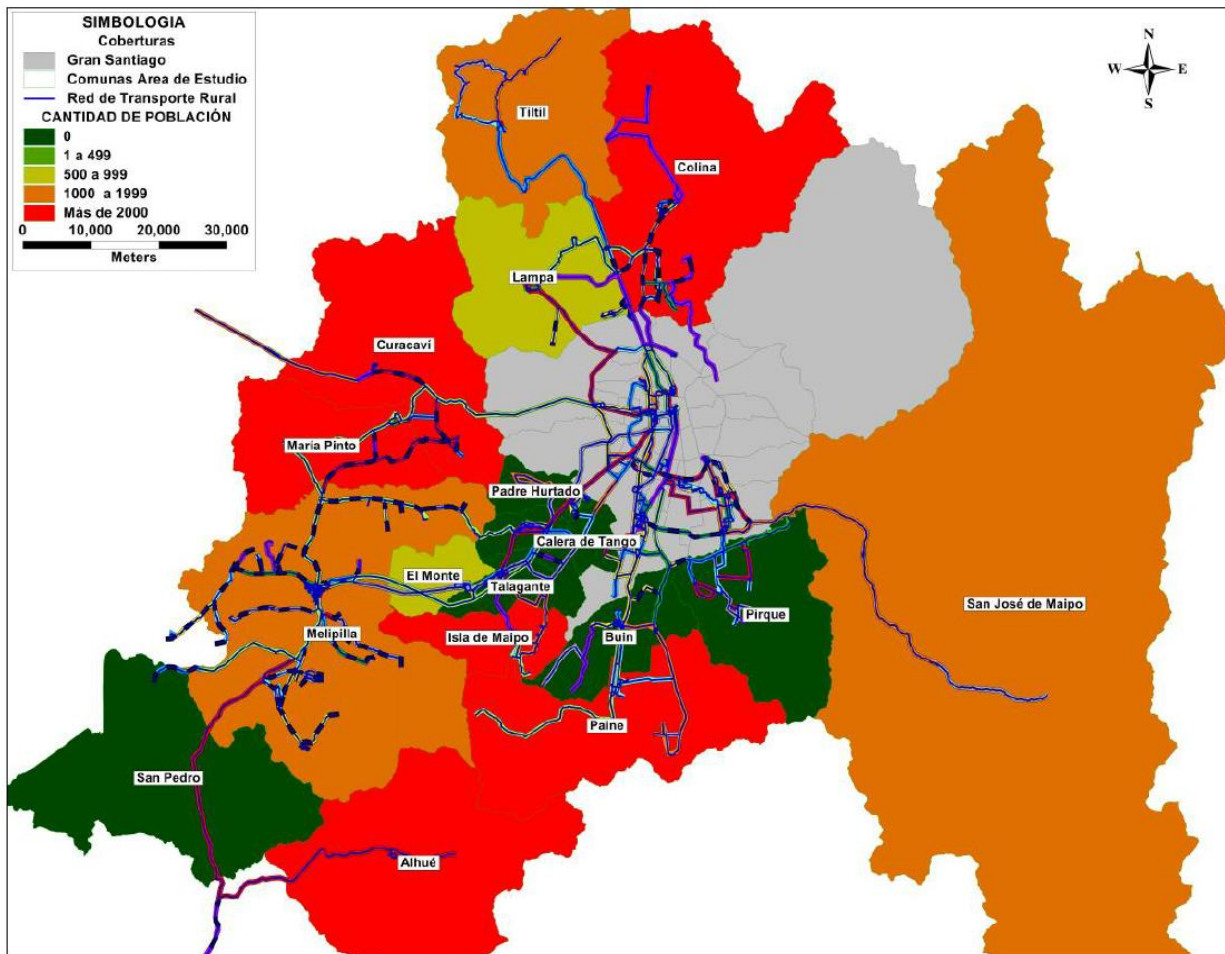 SIMBOLOGIA
Coberturas
Gran Santiago
Comunas Area de Estudio
Red de Transporte Rural
CANTIDAD DE POBLACIÓN
0
1 a 499
500 a 999
1000 a 1999
Más de 2000
0 10,000 20,000 30,000
Meters
N
W E
S
Tiltil
Colina
Lampa
Curacaví
María Pinto
Padre Hurtado
Calera de Tango
El Monte
Talagante
San José de Maipo
Pirque
Melipilla
Isla de Maipo
Buin
Paine
San Pedro
Alhué